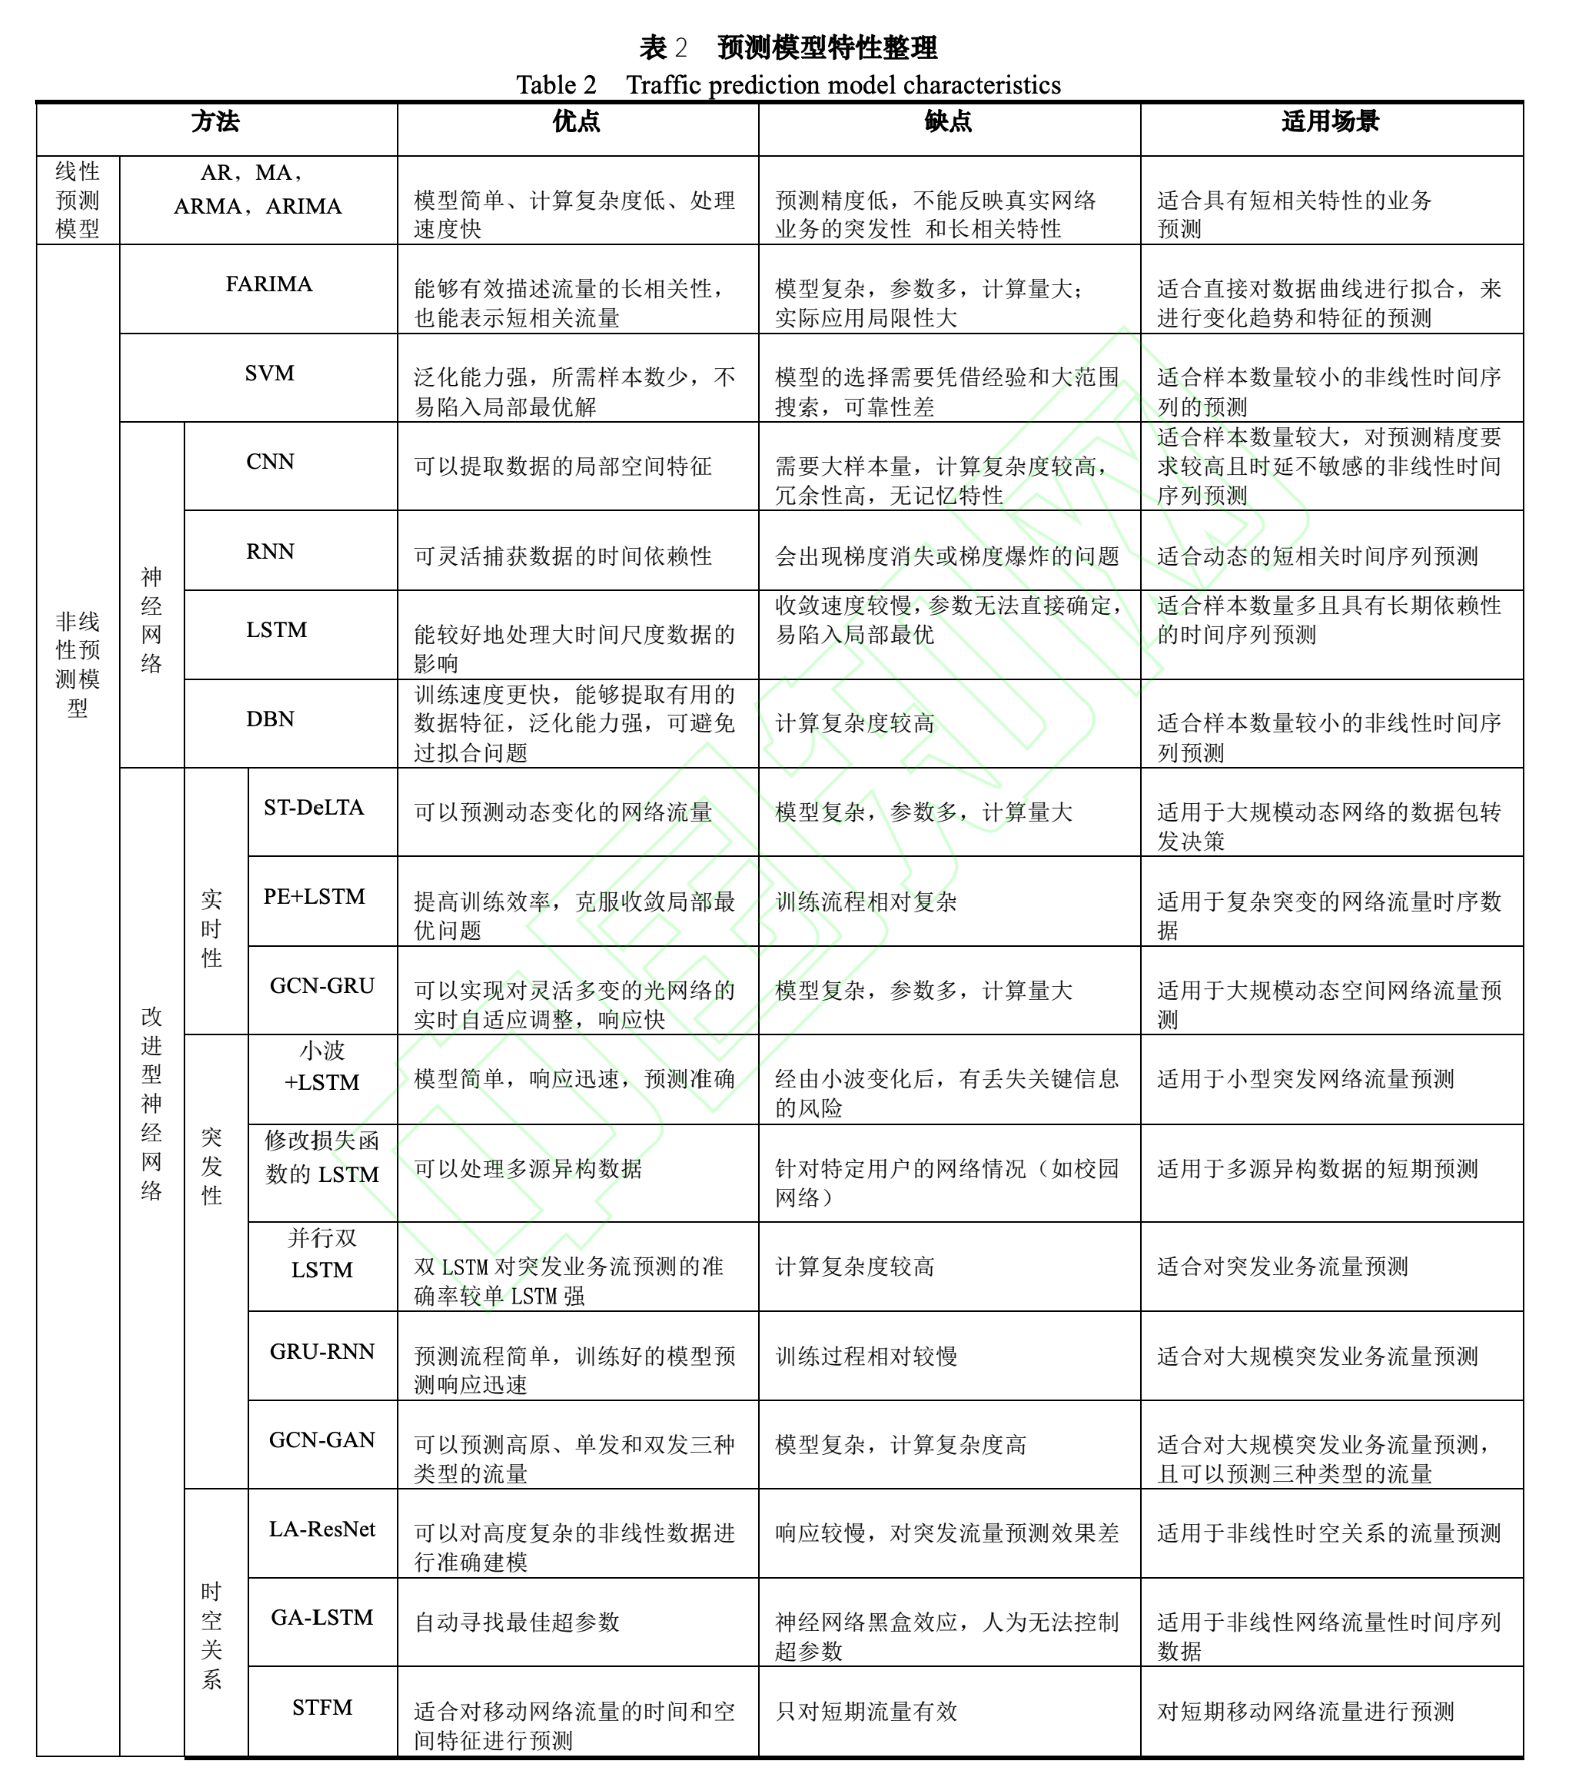 表 2 预测模型特性整理
Table 2 Traffic prediction model characteristics
方法 优点 缺点 适用场景
线性
预测
模型
AR，MA，
ARMA，ARIMA
模型简单、计算复杂度低、处理
速度快
预测精度低，不能反映真实网络
业务的突发性 和长相关特性
适合具有短相关特性的业务
预测
非线
性预
测模
型
FARIMA
能够有效描述流量的长相关性，
也能表示短相关流量
模型复杂，参数多，计算量大；
实际应用局限性大
适合直接对数据曲线进行拟合，来
进行变化趋势和特征的预测
SVM
泛化能力强，所需样本数少，不
易陷入局部最优解
模型的选择需要凭借经验和大范围
搜索，可靠性差
适合样本数量较小的非线性时间序
列的预测
神
经
网
络
CNN
可以提取数据的局部空间特征
需要大样本量，计算复杂度较高，
冗余性高，无记忆特性
适合样本数量较大，对预测精度要
求较高且时延不敏感的非线性时间
序列预测
RNN
可灵活捕获数据的时间依赖性
会出现梯度消失或梯度爆炸的问题
适合动态的短相关时间序列预测
LSTM
能较好地处理大时间尺度数据的
影响
收敛速度较慢，参数无法直接确定，
易陷入局部最优
适合样本数量多且具有长期依赖性
的时间序列预测
DBN
训练速度更快，能够提取有用的
数据特征，泛化能力强，可避免
过拟合问题
计算复杂度较高
适合样本数量较小的非线性时间序
列预测
改
进
型
神
经
网
络
实
时
性
ST-DeLTA
可以预测动态变化的网络流量
模型复杂，参数多，计算量大
适用于大规模动态网络的数据包转
发决策
PE+LSTM
提高训练效率，克服收敛局部最
优问题
训练流程相对复杂
适用于复杂突变的网络流量时序数
据
GCN-GRU
可以实现对灵活多变的光网络的
实时自适应调整，响应快
模型复杂，参数多，计算量大
适用于大规模动态空间网络流量预
测
突
发
性
小波
+LSTM
模型简单，响应迅速，预测准确
经由小波变化后，有丢失关键信息
的风险
适用于小型突发网络流量预测
修改损失函
数的 LSTM
可以处理多源异构数据
针对特定用户的网络情况（如校园
网络）
适用于多源异构数据的短期预测
并行双
LSTM
双 LSTM 对突发业务流预测的准
确率较单 LSTM 强
计算复杂度较高
适合对突发业务流量预测
GRU-RNN
预测流程简单，训练好的模型预
测响应迅速
训练过程相对较慢
适合对大规模突发业务流量预测
GCN-GAN
可以预测高原、单发和双发三种
类型的流量
模型复杂，计算复杂度高
适合对大规模突发业务流量预测，
且可以预测三种类型的流量
时
空
关
系
LA-ResNet
可以对高度复杂的非线性数据进
行准确建模
响应较慢，对突发流量预测效果差
适用于非线性时空关系的流量预测
GA-LSTM
自动寻找最佳超参数
神经网络黑盒效应，人为无法控制
超参数
适用于非线性网络流量性时间序列
数据
STFM
适合对移动网络流量的时间和空
间特征进行预测
只对短期流量有效
对短期移动网络流量进行预测
中国知网